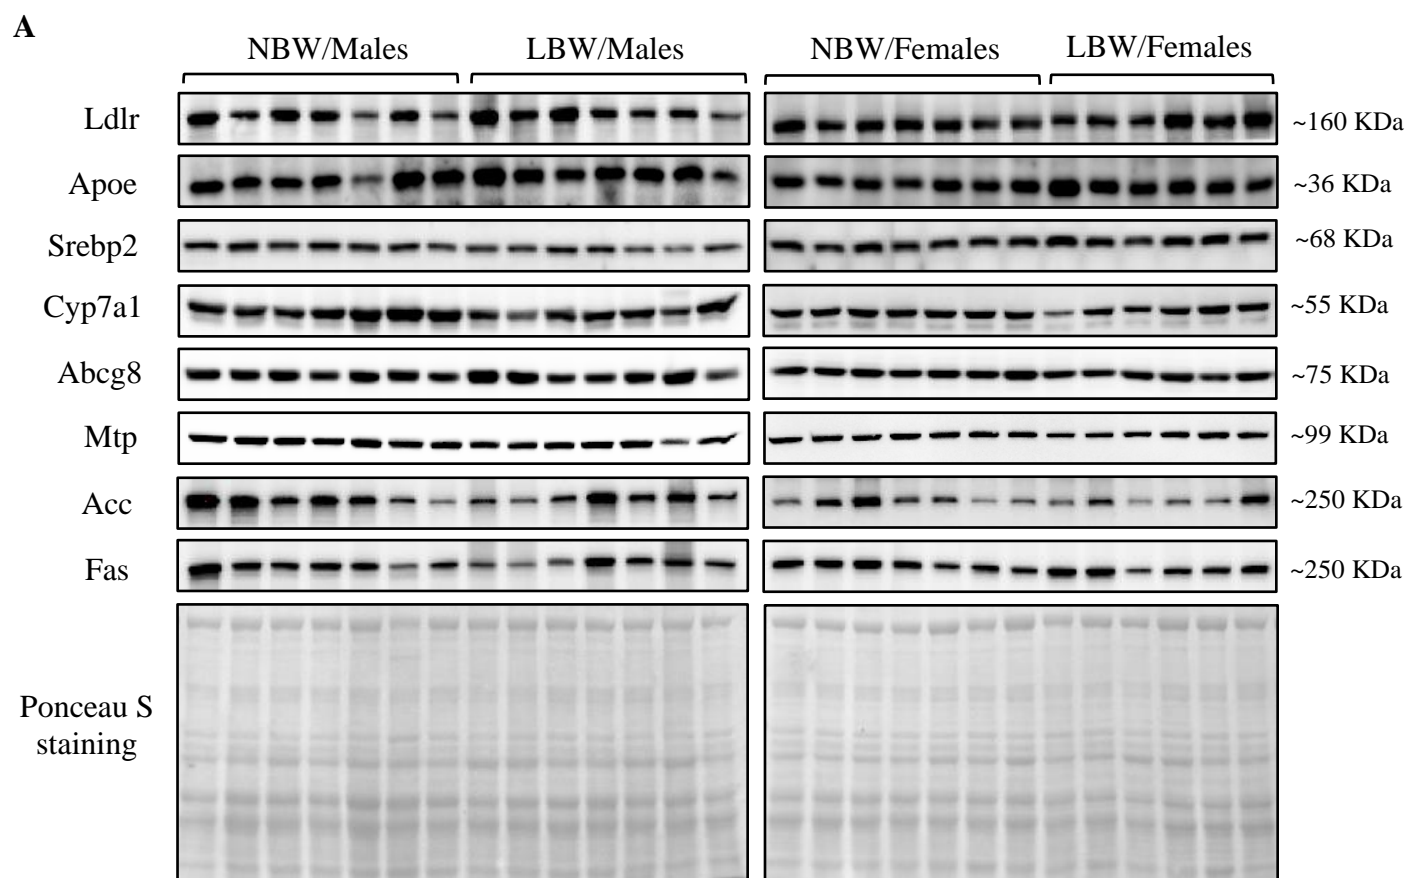 A
NBW/Males LBW/Males NBW/Females LBW/Females
Ldlr ~160 KDa
Apoe ~36 KDa
Srebp2 ~68 KDa
Cyp7a1 ~55 KDa
Abcg8 ~75 KDa
Mtp ~99 KDa
Acc ~250 KDa
Fas ~250 KDa
Ponceau S
staining